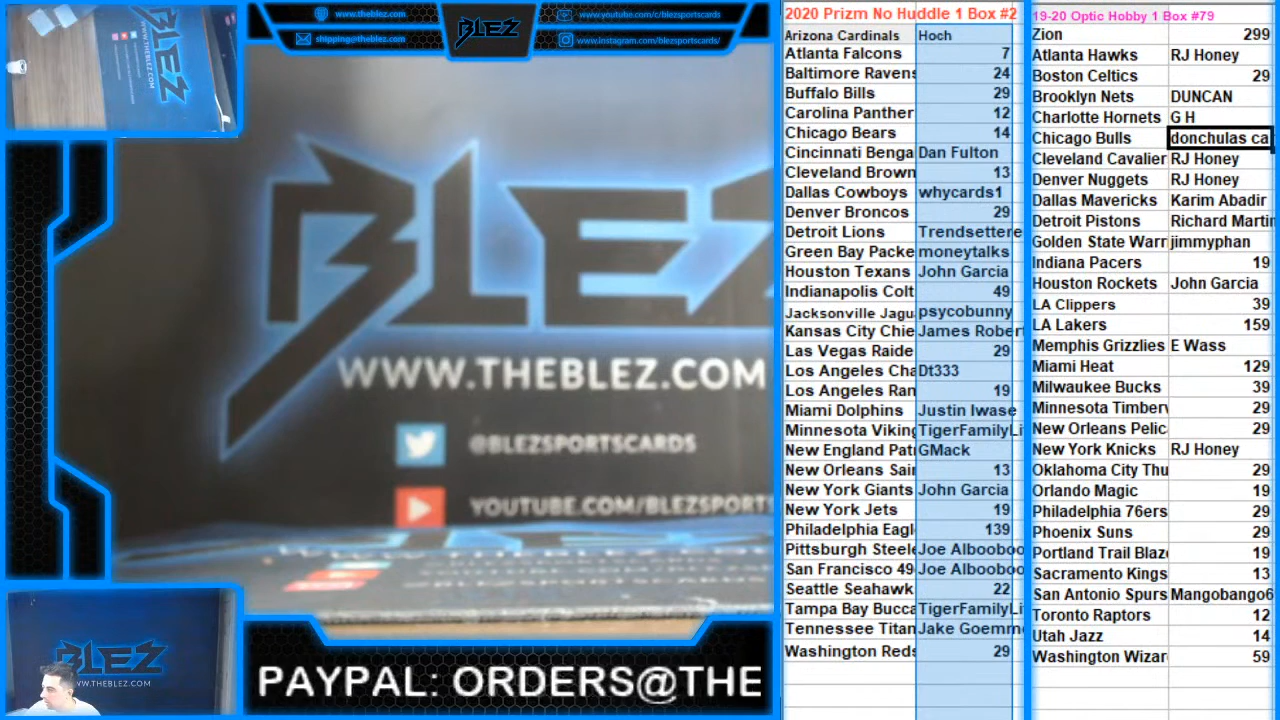 www.theblez.com
shipping@theblez.com
BLEZ
www.youtube.com/c/blezsportscards
www.instagram.com/blezsportscards/
BLEZ
WWW.THEBLEZ.COM
BLEZ
WWW.THEBLEZ.COM
@BLEZSPORTSCARDS
YOUTUBE.COM/BLEZSPORTS
BLEZ
WWW.THEBLEZ.COM
PAYPAL: ORDERS@THE
2020 Prizm No Huddle 1 Box #2
Arizona Cardinals Hoch
Atlanta Falcons 7
Baltimore Ravens 24
Buffalo Bills 29
Carolina Panther 12
Chicago Bears 14
Cincinnati Benga Dan Fulton
Cleveland Brown 13
Dallas Cowboys whycards1
Denver Broncos 29
Detroit Lions Trendsettere
Green Bay Packe moneytalks
Houston Texans John Garcia
Indianapolis Colt 49
Jacksonville Jagu psycobunny
Kansas City Chie James Rober
Las Vegas Raide 29
Los Angeles Cha Dt333
Los Angeles Ran 19
Miami Dolphins Justin Iwase
Minnesota Viking TigerFamilyLi
New England Pat GMack
New Orleans Sai 13
New York Giants John Garcia
New York Jets 19
Philadelphia Eagl 139
Pittsburgh Steele Joe Albooboo
San Francisco 49 Joe Albooboo
Seattle Seahawk 22
Tampa Bay Bucca TigerFamilyLi
Tennessee Titan Jake Goemm
Washington Reds 29
19-20 Optic Hobby 1 Box #79
Zion 299
Atlanta Hawks RJ Honey
Boston Celtics 29
Brooklyn Nets DUNCAN
Charlotte Hornets G H
Chicago Bulls donchulas ca
Cleveland Cavalier RJ Honey
Denver Nuggets RJ Honey
Dallas Mavericks Karim Abadir
Detroit Pistons Richard Martin
Golden State Warr jimmyphan
Indiana Pacers 19
Houston Rockets John Garcia
LA Clippers 39
LA Lakers 159
Memphis Grizzlies E Wass
Miami Heat 129
Milwaukee Bucks 39
Minnesota Timberv 29
New Orleans Pelic 29
New York Knicks RJ Honey
Oklahoma City Thu 29
Orlando Magic 19
Philadelphia 76ers 29
Phoenix Suns 29
Portland Trail Blaz 19
Sacramento Kings 13
San Antonio Spurs Mangobango6
Toronto Raptors 12
Utah Jazz 14
Washington Wizar 59